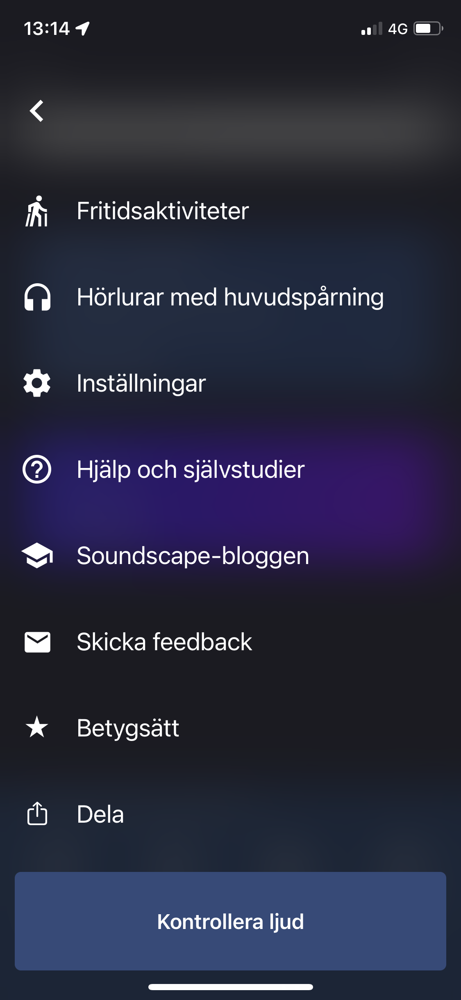 13:14
4G
Fritidsaktiviteter
Hörlurar med huvudspårning
Inställningar
Hjälp och självstudier
Soundscape-bloggen
Skicka feedback
Betygsätt
Dela
Kontrollera ljud